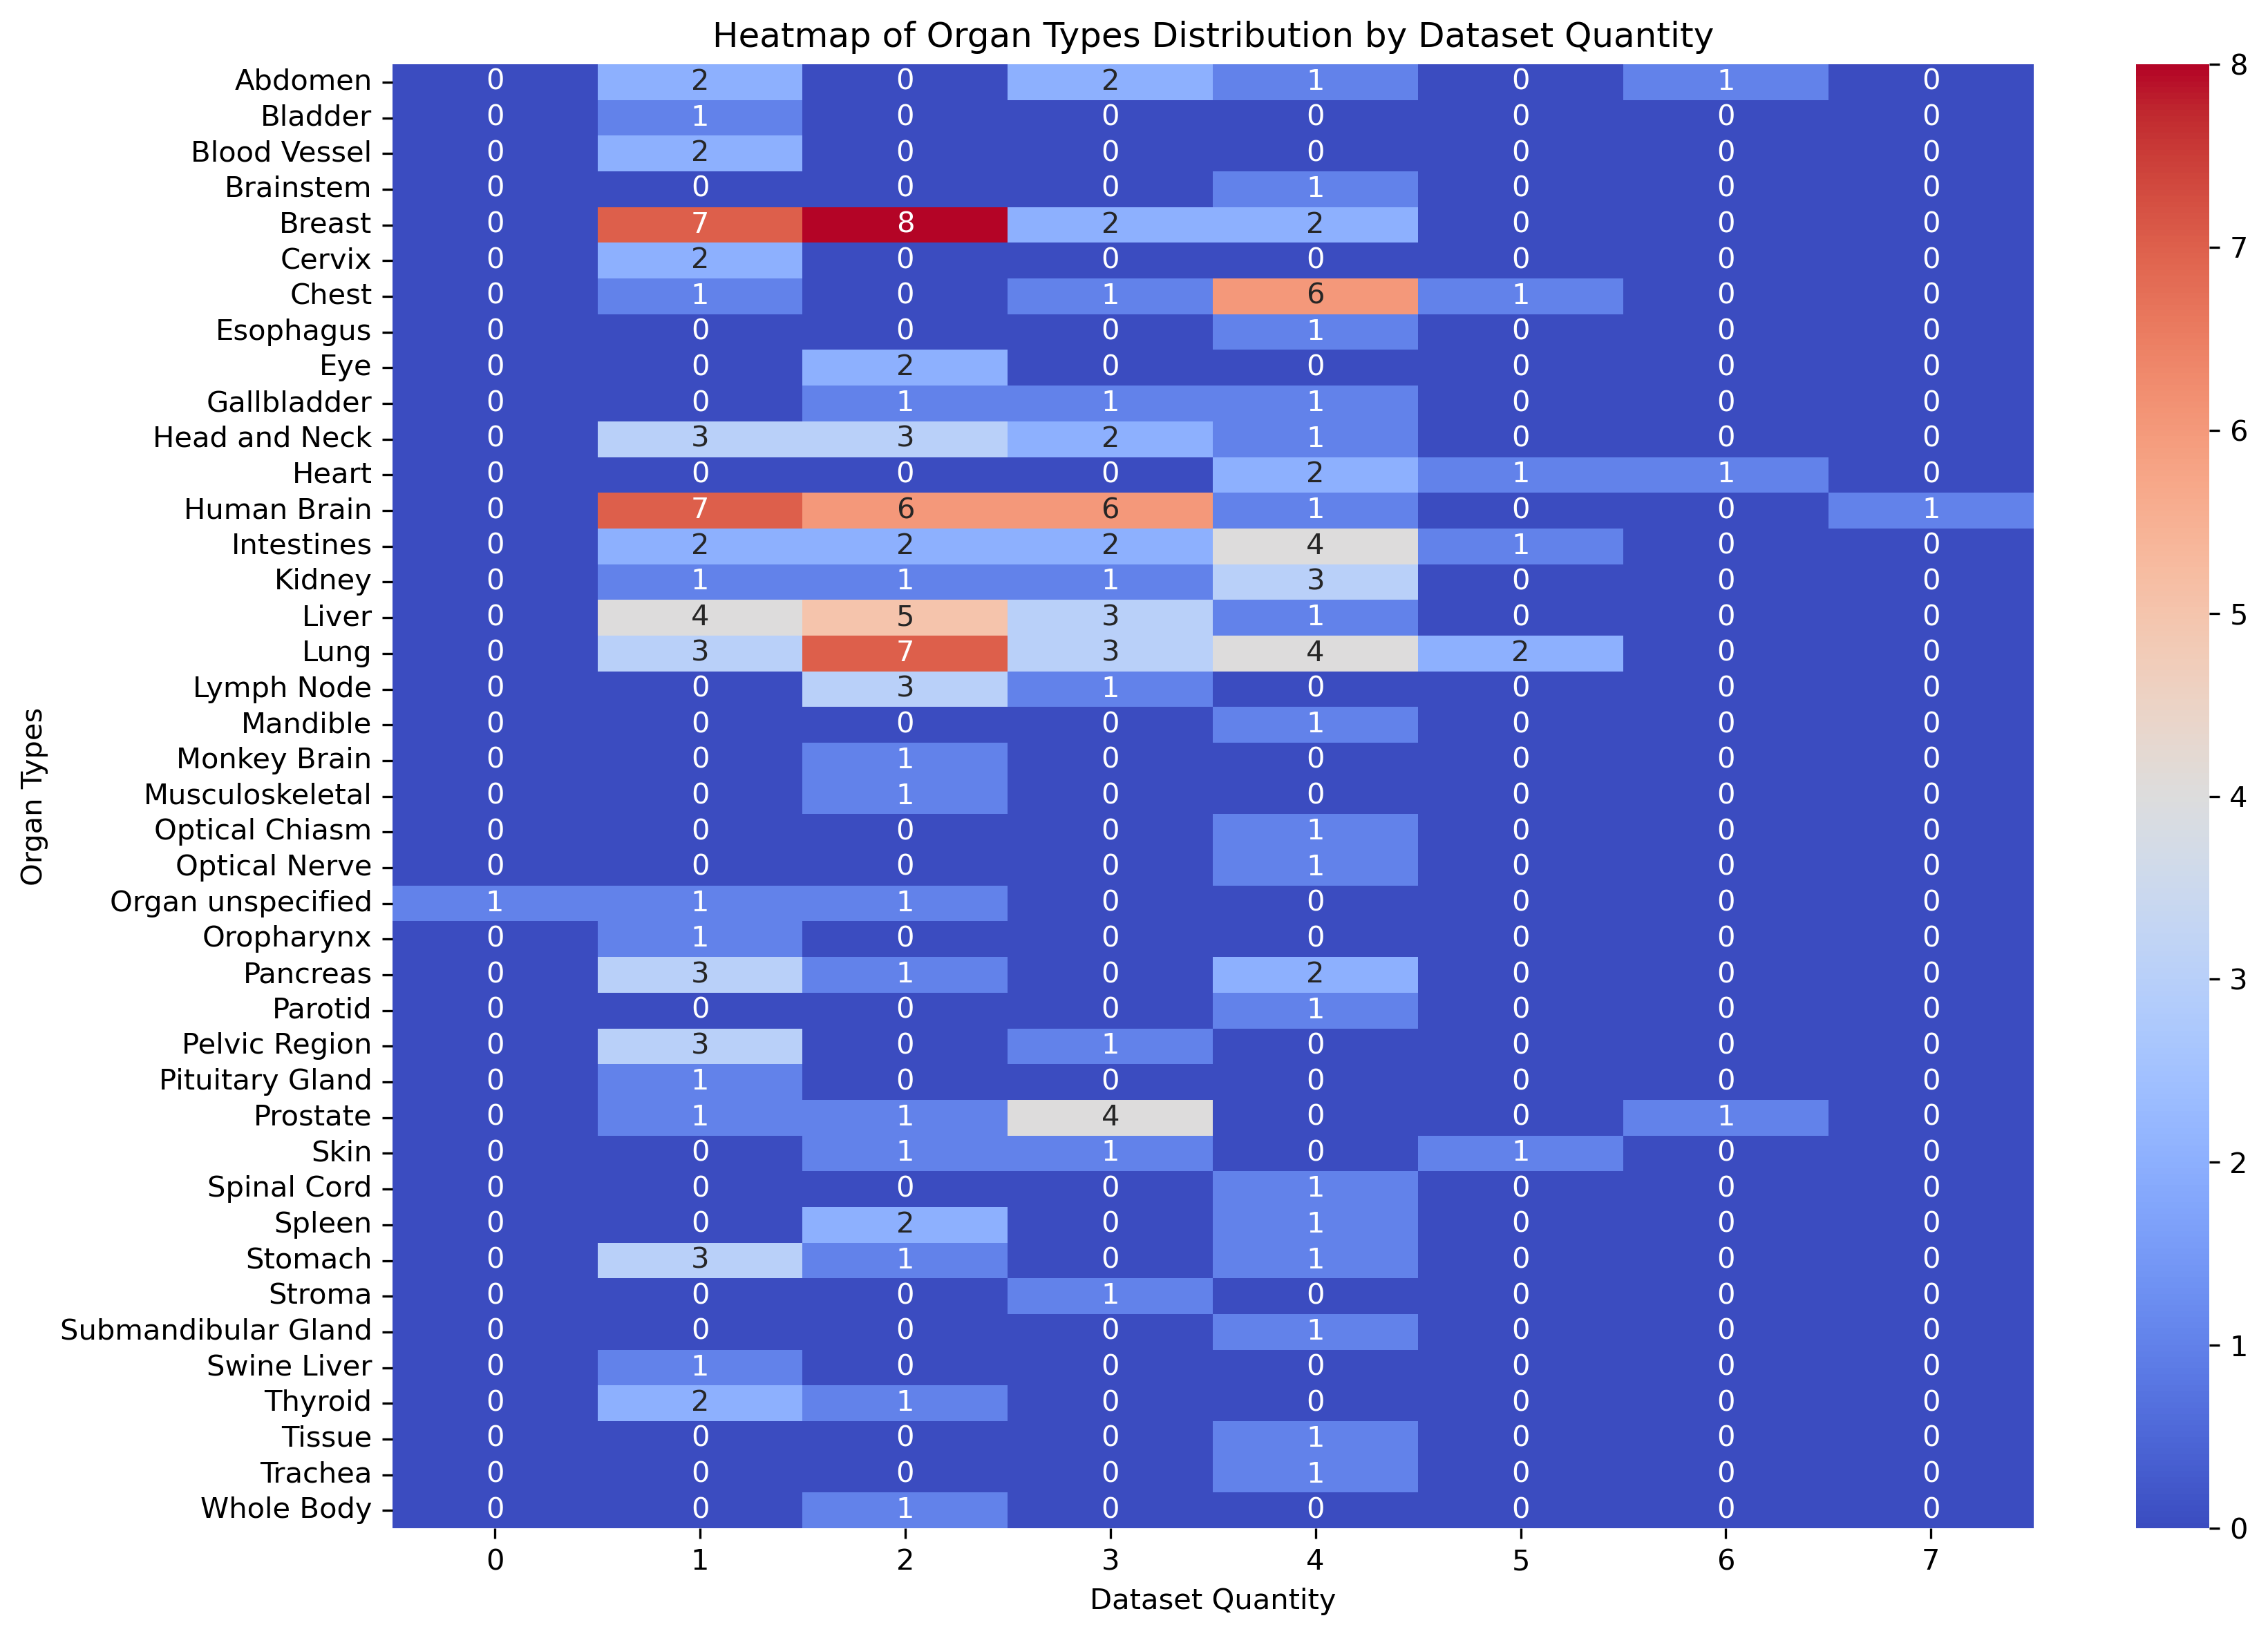 Heatmap of Organ Types Distribution by Dataset Quantity
Abdomen 0 2 0 2 1 0 1 0
Bladder 0 1 0 0 0 0 0 0
Blood Vessel 0 2 0 0 0 0 0 0
Brainstem 0 0 0 0 1 0 0 0
Breast 0 7 8 2 2 0 0 0
Cervix 0 2 0 0 0 0 0 0
Chest 0 1 0 1 6 1 0 0
Esophagus 0 0 0 0 1 0 0 0
Eye 0 0 2 0 0 0 0 0
Gallbladder 0 0 1 1 1 0 0 0
Head and Neck 0 3 3 2 1 0 0 0
Heart 0 0 0 0 2 1 1 0
Human Brain 0 7 6 6 1 0 0 1
Intestines 0 2 2 2 4 1 0 0
Kidney 0 1 1 1 3 0 0 0
Liver 0 4 5 3 1 0 0 0
Lung 0 3 7 3 4 2 0 0
Lymph Node 0 0 3 1 0 0 0 0
Mandible 0 0 0 0 1 0 0 0
Monkey Brain 0 0 1 0 0 0 0 0
Musculoskeletal 0 0 1 0 0 0 0 0
Optical Chiasm 0 0 0 0 1 0 0 0
Optical Nerve 0 0 0 0 1 0 0 0
Organ unspecified 1 1 1 0 0 0 0 0
Oropharynx 0 1 0 0 0 0 0 0
Pancreas 0 3 1 0 2 0 0 0
Parotid 0 0 0 0 1 0 0 0
Pelvic Region 0 3 0 1 0 0 0 0
Pituitary Gland 0 1 0 0 0 0 0 0
Prostate 0 1 1 4 0 0 1 0
Skin 0 0 1 1 0 1 0 0
Spinal Cord 0 0 0 0 1 0 0 0
Spleen 0 0 2 0 1 0 0 0
Stomach 0 3 1 0 1 0 0 0
Stroma 0 0 0 1 0 0 0 0
Submandibular Gland 0 0 0 0 1 0 0 0
Swine Liver 0 1 0 0 0 0 0 0
Thyroid 0 2 1 0 0 0 0 0
Tissue 0 0 0 0 1 0 0 0
Trachea 0 0 0 0 1 0 0 0
Whole Body 0 0 1 0 0 0 0 0
0 1 2 3 4 5 6 7
Dataset Quantity
Organ Types
8
7
6
5
4
3
2
1
0